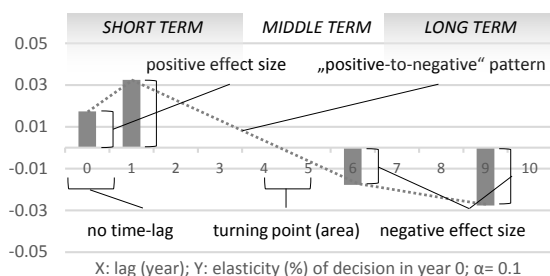 SHORT TERM MIDDLE TERM LONG TERM
0.05
positive effect size „positive-to-negative“ pattern
0.03
0.01
-0.01
0 1 2 3 4 5 6 7 8 9 10
-0.03
no time-lag turning point (area) negative effect size
-0.05
X: lag (year); Y: elasticity (%) of decision in year 0; α= 0.1